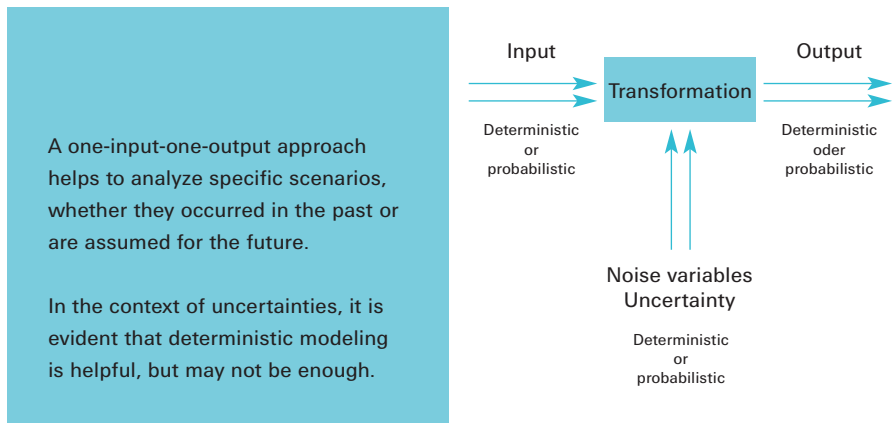 A one-input-one-output approach
helps to analyze specific scenarios,
whether they occurred in the past or
are assumed for the future.
In the context of uncertainties, it is
evident that deterministic modeling
is helpful, but may not be enough.
Input
Deterministic
or
probabilistic
Transformation
Output
Deterministic
oder
probabilistic
Noise variables
Uncertainty
Deterministic
or
probabilistic